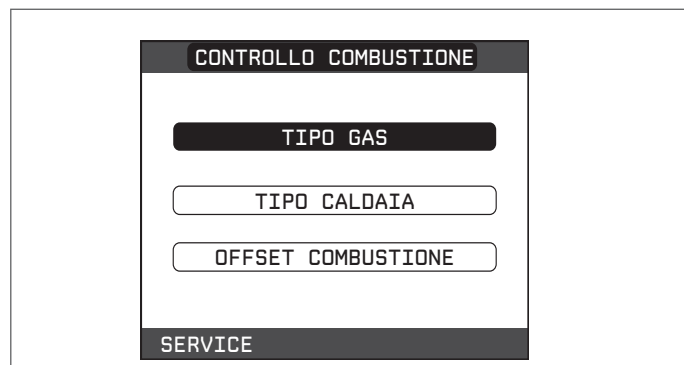 CONTROLLO COMBUSTIONE
TIPO GAS
TIPO CALDAIA
OFFSET COMBUSTIONE
SERVICE